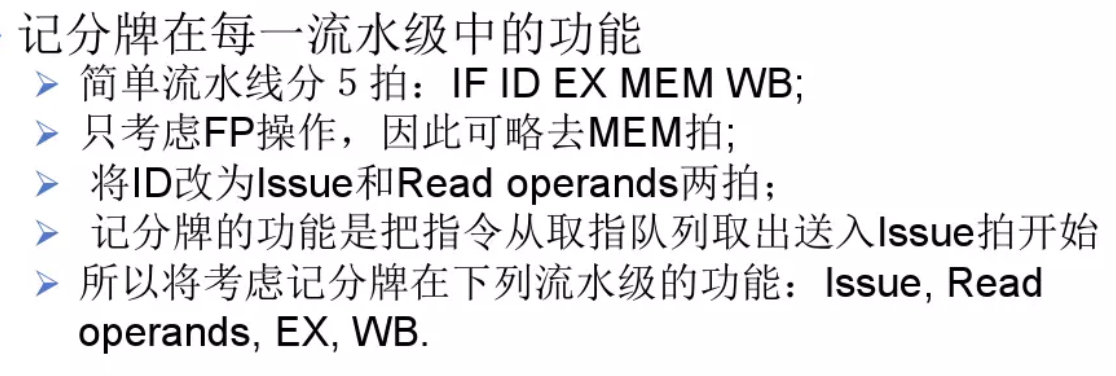 记分牌在每一流水级中的功能
➢ 简单流水线分5拍：IF ID EX MEM WB;
➢ 只考虑FP操作，因此可略去MEM拍;
➢ 将ID改为Issue和Read operands两拍；
➢ 记分牌的功能是把指令从取指队列取出送入Issue拍开始
➢ 所以将考虑记分牌在下列流水级的功能：Issue, Read
operands, EX, WB.